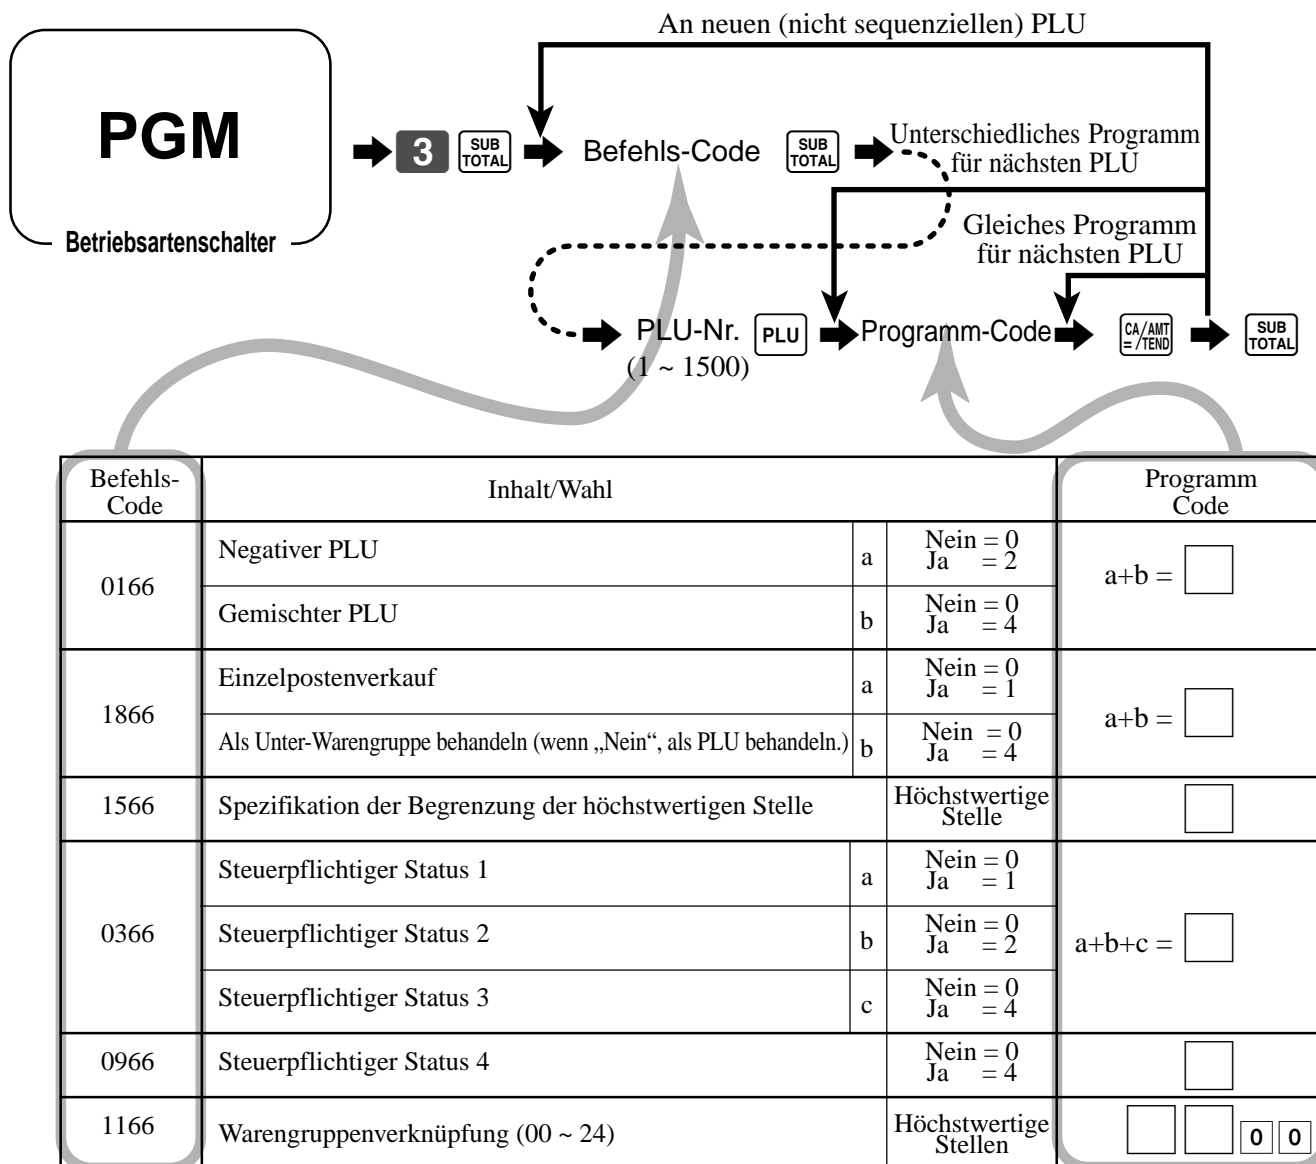 An neuen (nicht sequenziellen) PLU
PGM
Betriebsartenschalter
3 SUB TOTAL Befehls-Code SUB TOTAL
Unterschiedliches Programm
für nächsten PLU
Gleiches Programm
für nächsten PLU
PLU-Nr. PLU Programm-Code CA/AMT = /TEND SUB TOTAL
(1 ~ 1500)
Befehls-
Code
Inhalt/Wahl
Programm
Code
0166
Negativer PLU
a
Nein = 0
Ja = 2
a+b =
Gemischter PLU
b
Nein = 0
Ja = 4
1866
Einzelpostenverkauf
a
Nein = 0
Ja = 1
a+b =
Als Unter-Warengruppe behandeln (wenn „Nein“, als PLU behandeln.)
b
Nein = 0
Ja = 4
1566
Spezifikation der Begrenzung der höchstwertigen Stelle
Höchstwertige
Stelle
0366
Steuerpflichtiger Status 1
a
Nein = 0
Ja = 1
a+b+c =
Steuerpflichtiger Status 2
b
Nein = 0
Ja = 2
Steuerpflichtiger Status 3
c
Nein = 0
Ja = 4
0966
Steuerpflichtiger Status 4
Nein = 0
Ja = 4
1166
Warengruppenverknüpfung (00 ~ 24)
Höchstwertige
Stellen
0 0